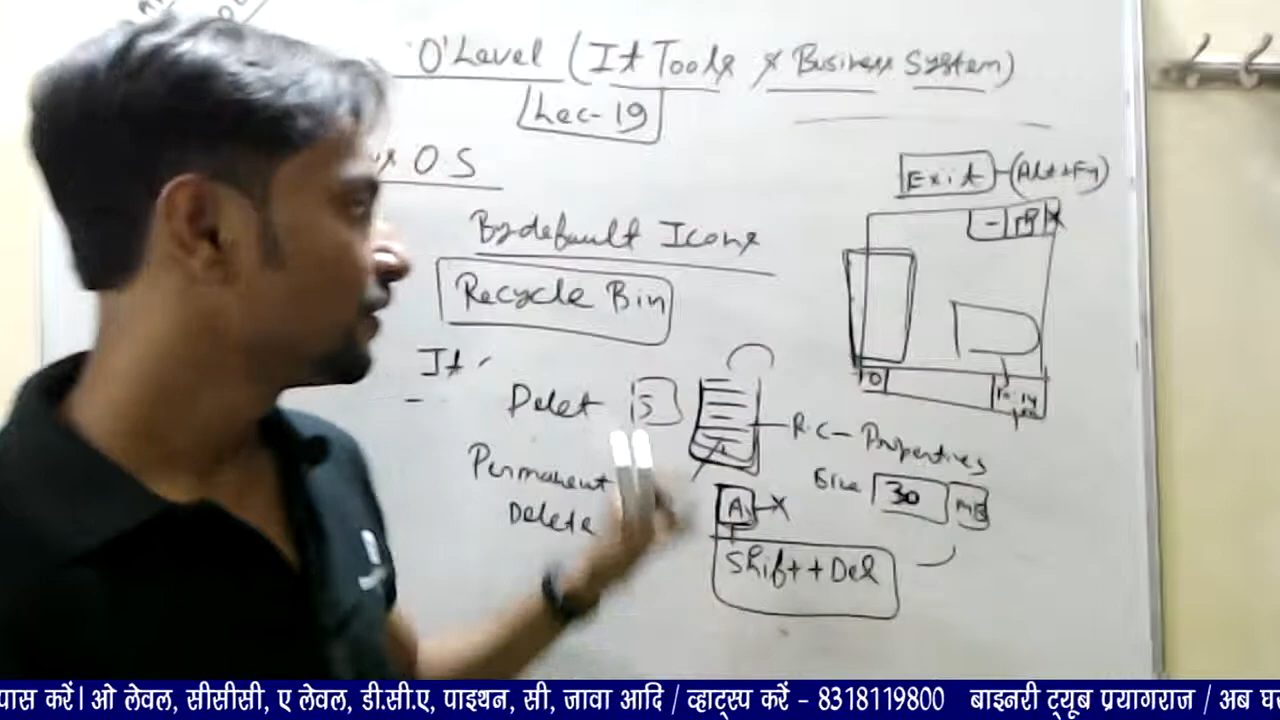 O'Level (It Tools & Business System)
Lec-19
OS
Exit (Alt+F4)
Bydefault Icons
Recycle Bin
It
Delet 5
R.C - Properties
Permanent
Delete
Size 30 MB
A X
Shift + Del
पास करें। ओ लेवल, सीसीसी, ए लेवल, डी.सी.ए, पाइथन, सी, जावा आदि / व्हाट्स्प करें - 8318119800 बाइनरी ट्यूब प्रयागराज / अब घ